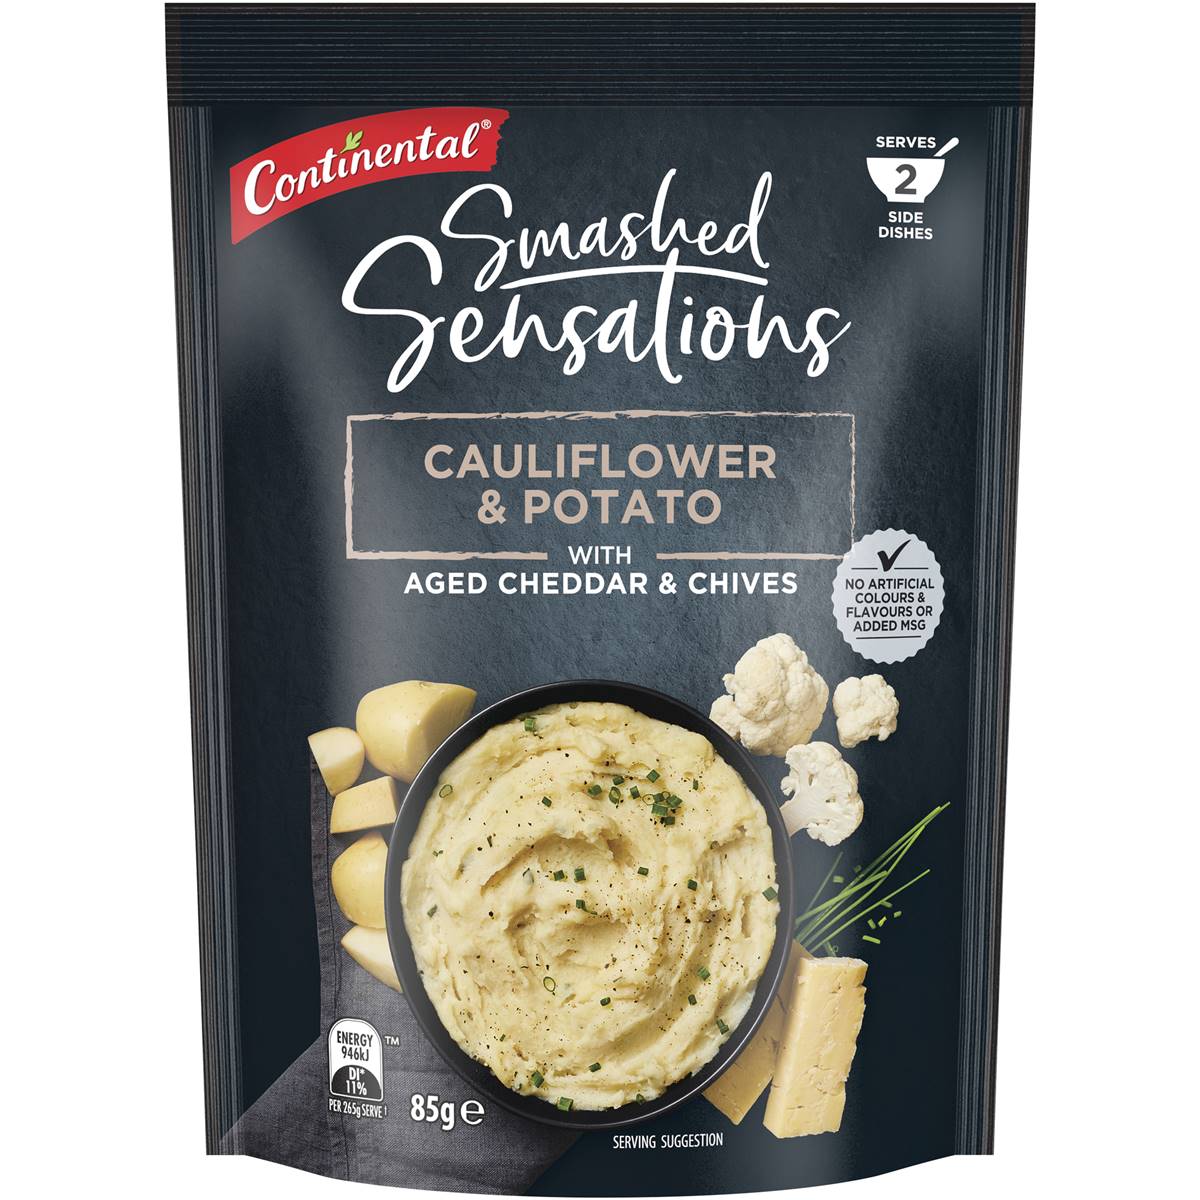 Continental®
SERVES
2
SIDE
DISHES
Smashed
Sensations
CAULIFLOWER
& POTATO
WITH
AGED CHEDDAR & CHIVES
NO ARTIFICIAL
COLOURS &
FLAVOURS OR
ADDED MSG
ENERGY
946kJ
DI*
11%
PER 265g SERVE†
™
85g e
SERVING SUGGESTION